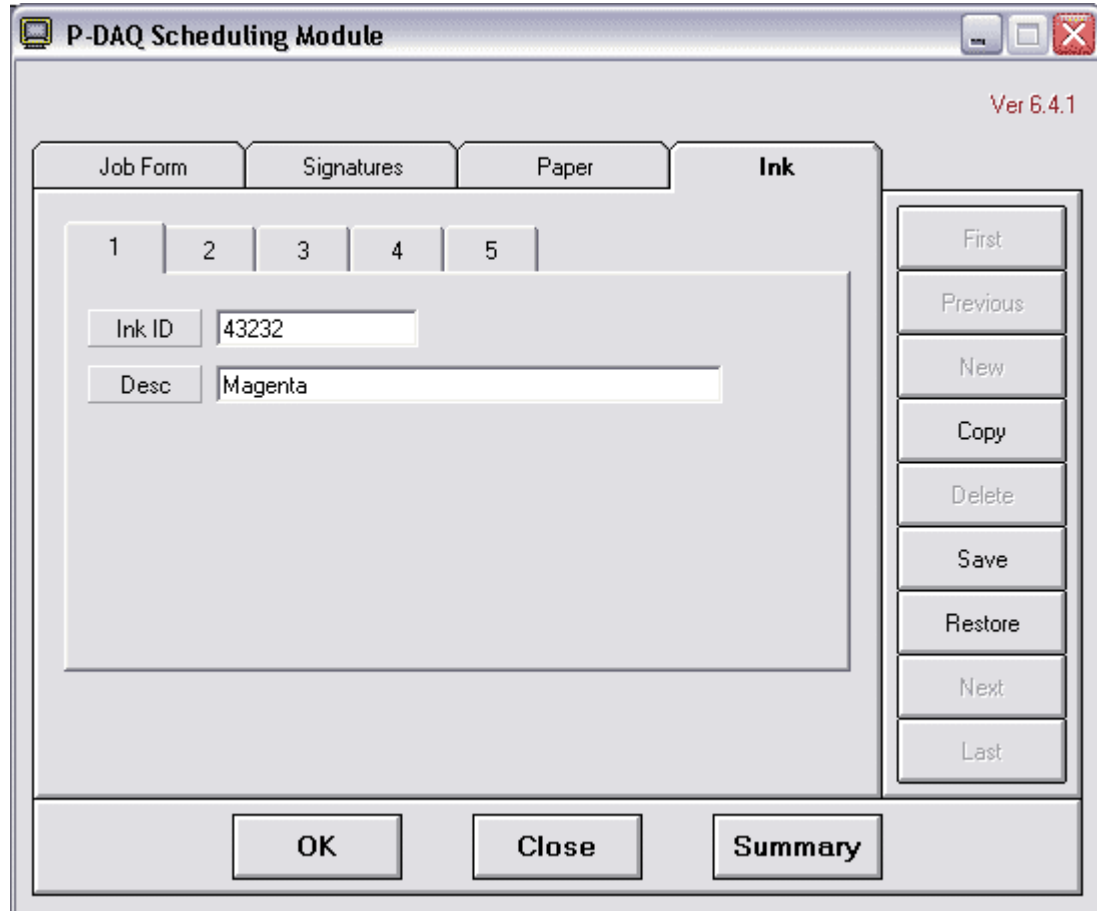 P-DAQ Scheduling Module
Ver 6.4.1
Job Form Signatures Paper Ink
1 2 3 4 5
Ink ID 43232
Desc Magenta
First
Previous
New
Copy
Delete
Save
Restore
Next
Last
OK Close Summary